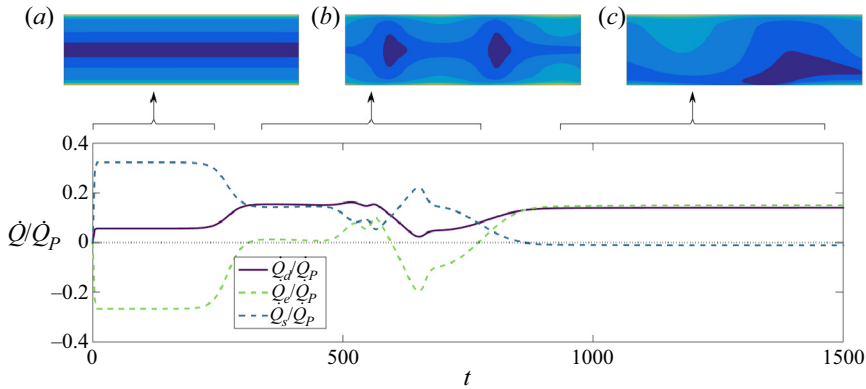 (a) (b) (c)
0.4
0.2
0
–0.2
–0.4
Q̇/Q̇_P
Q̇_d/Q̇_P
Q̇_e/Q̇_P
Q̇_s/Q̇_P
0 500 1000 1500
t